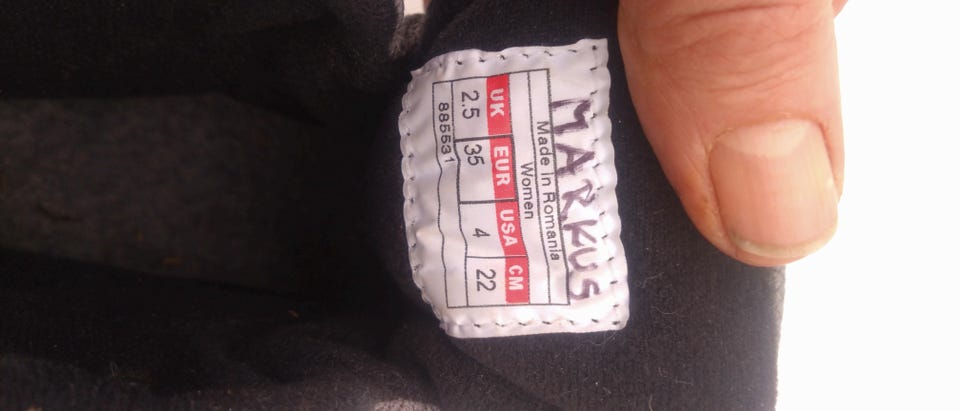 MARKUS
Made in Romania
Women
UK EUR USA CM
2.5 35 4 22
885531